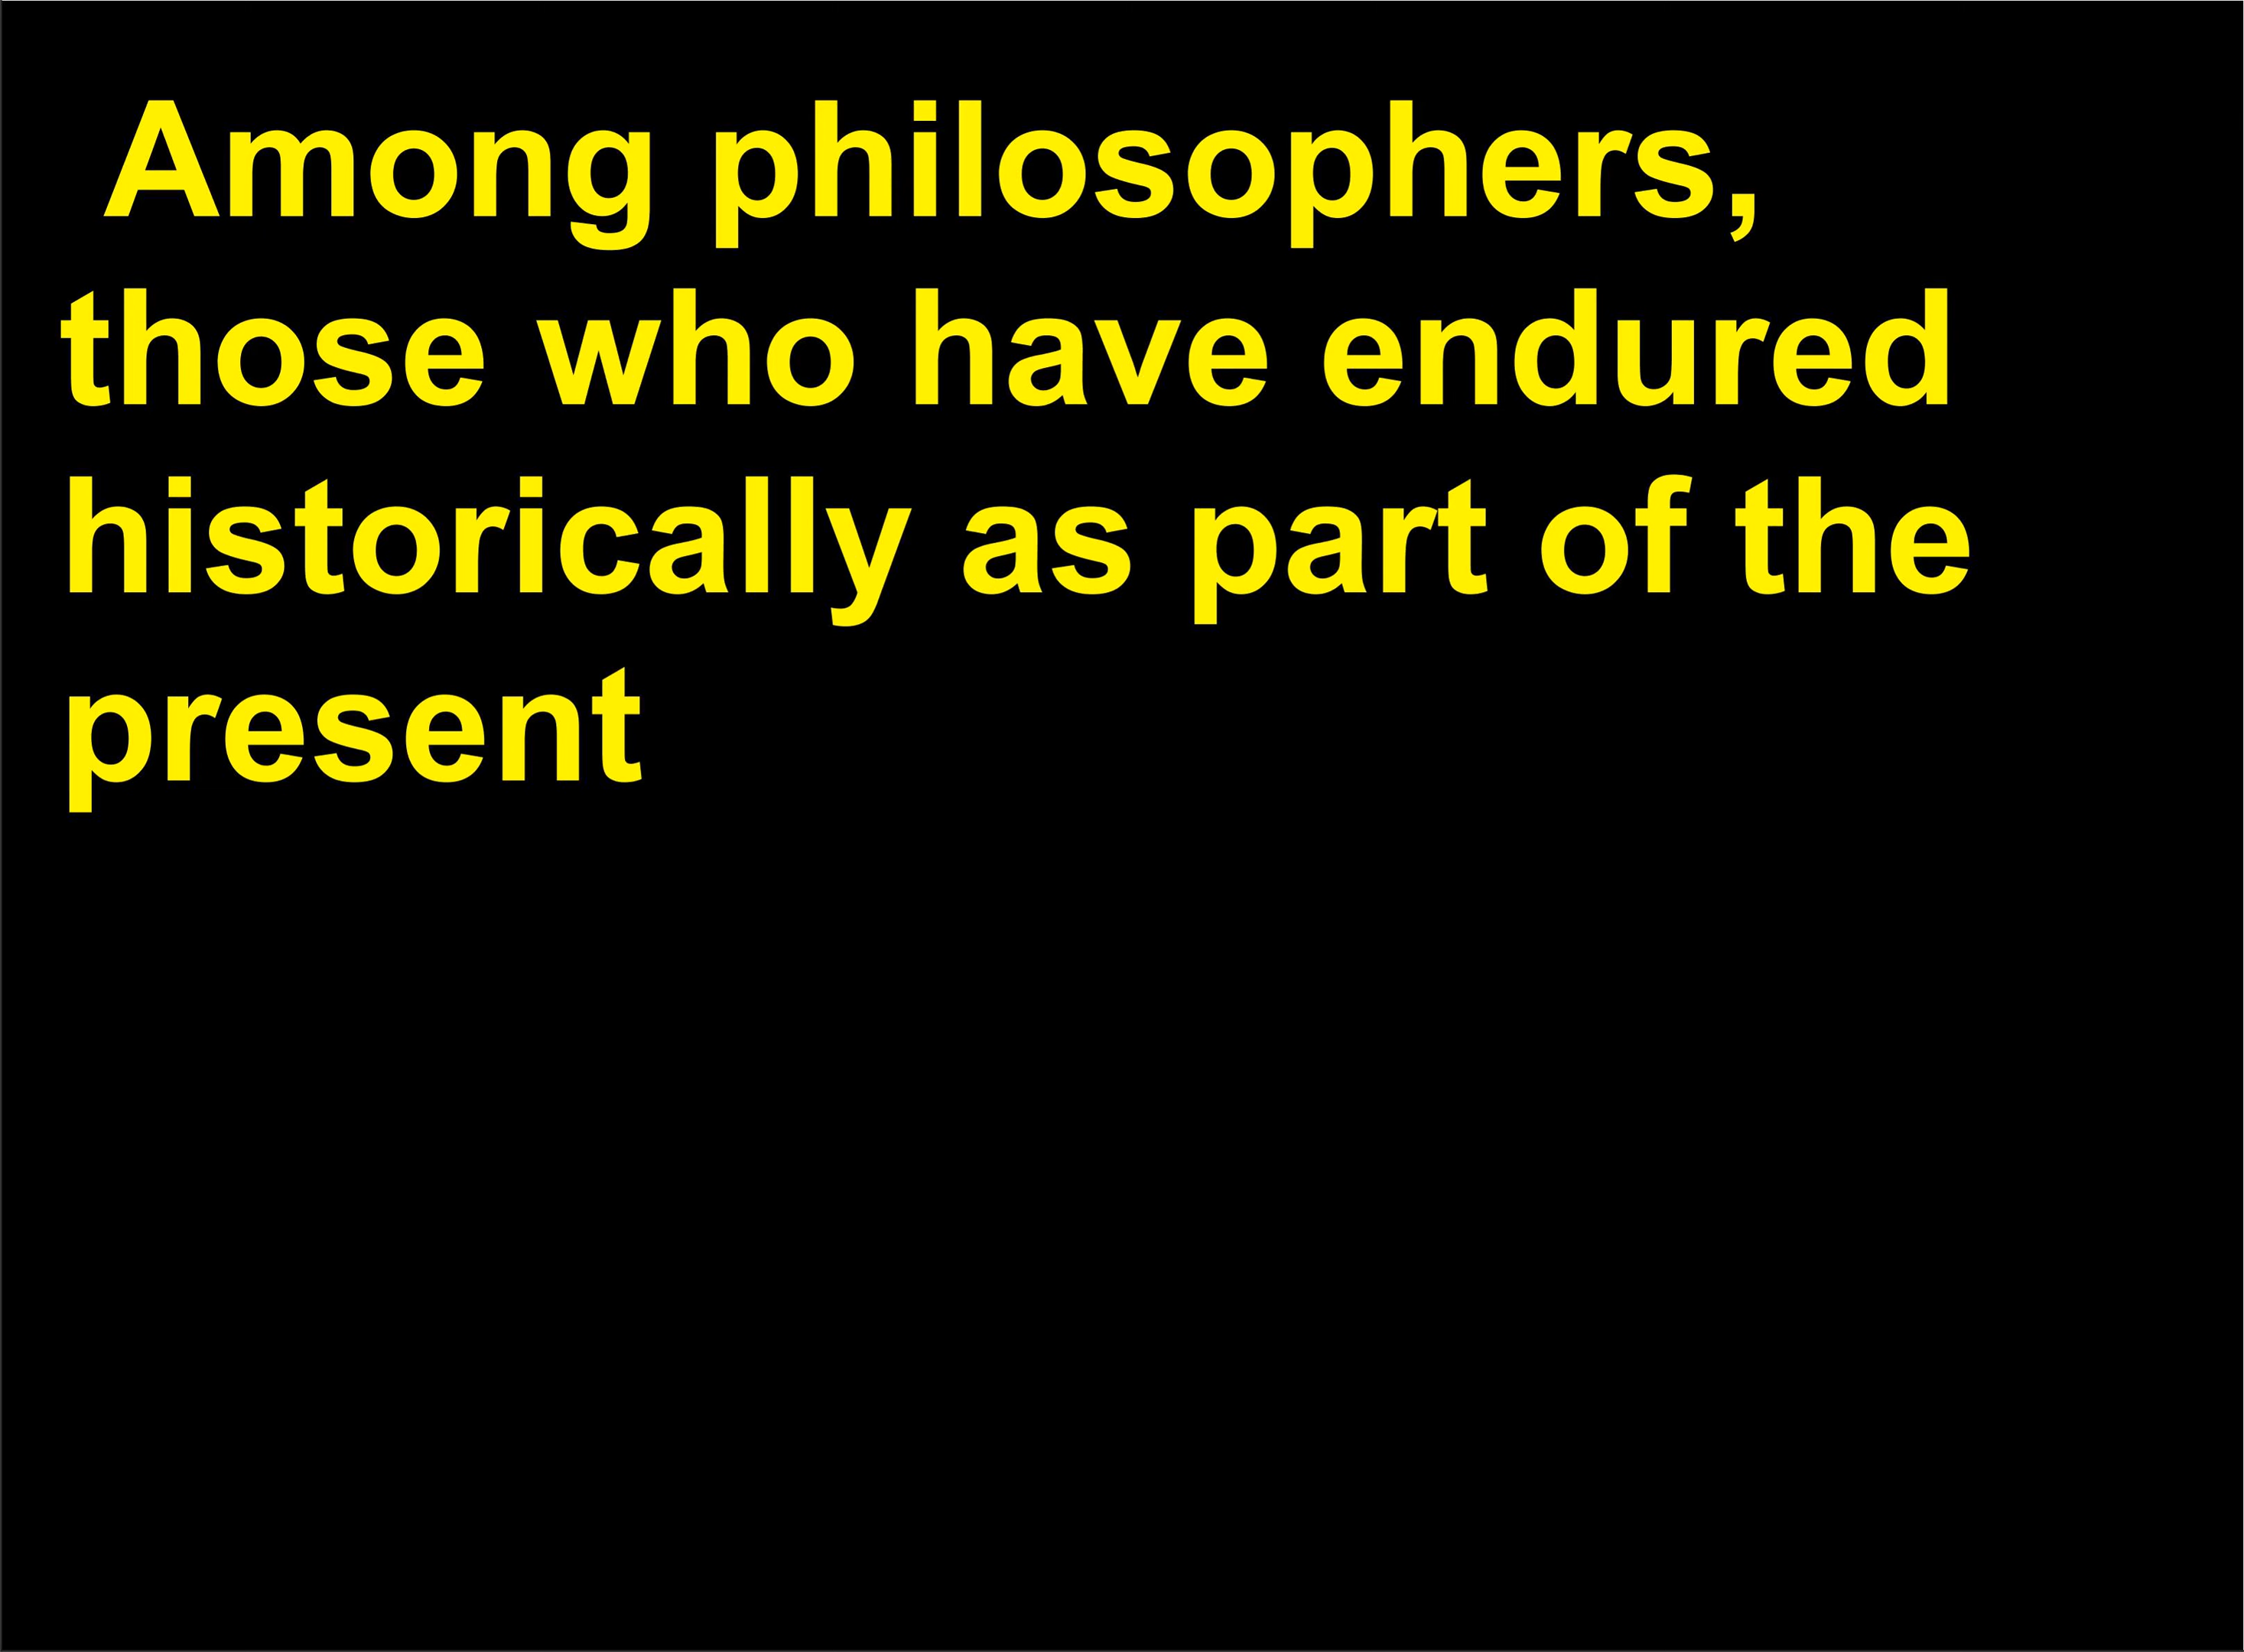 Among philosophers,
those who have endured
historically as part of the
present